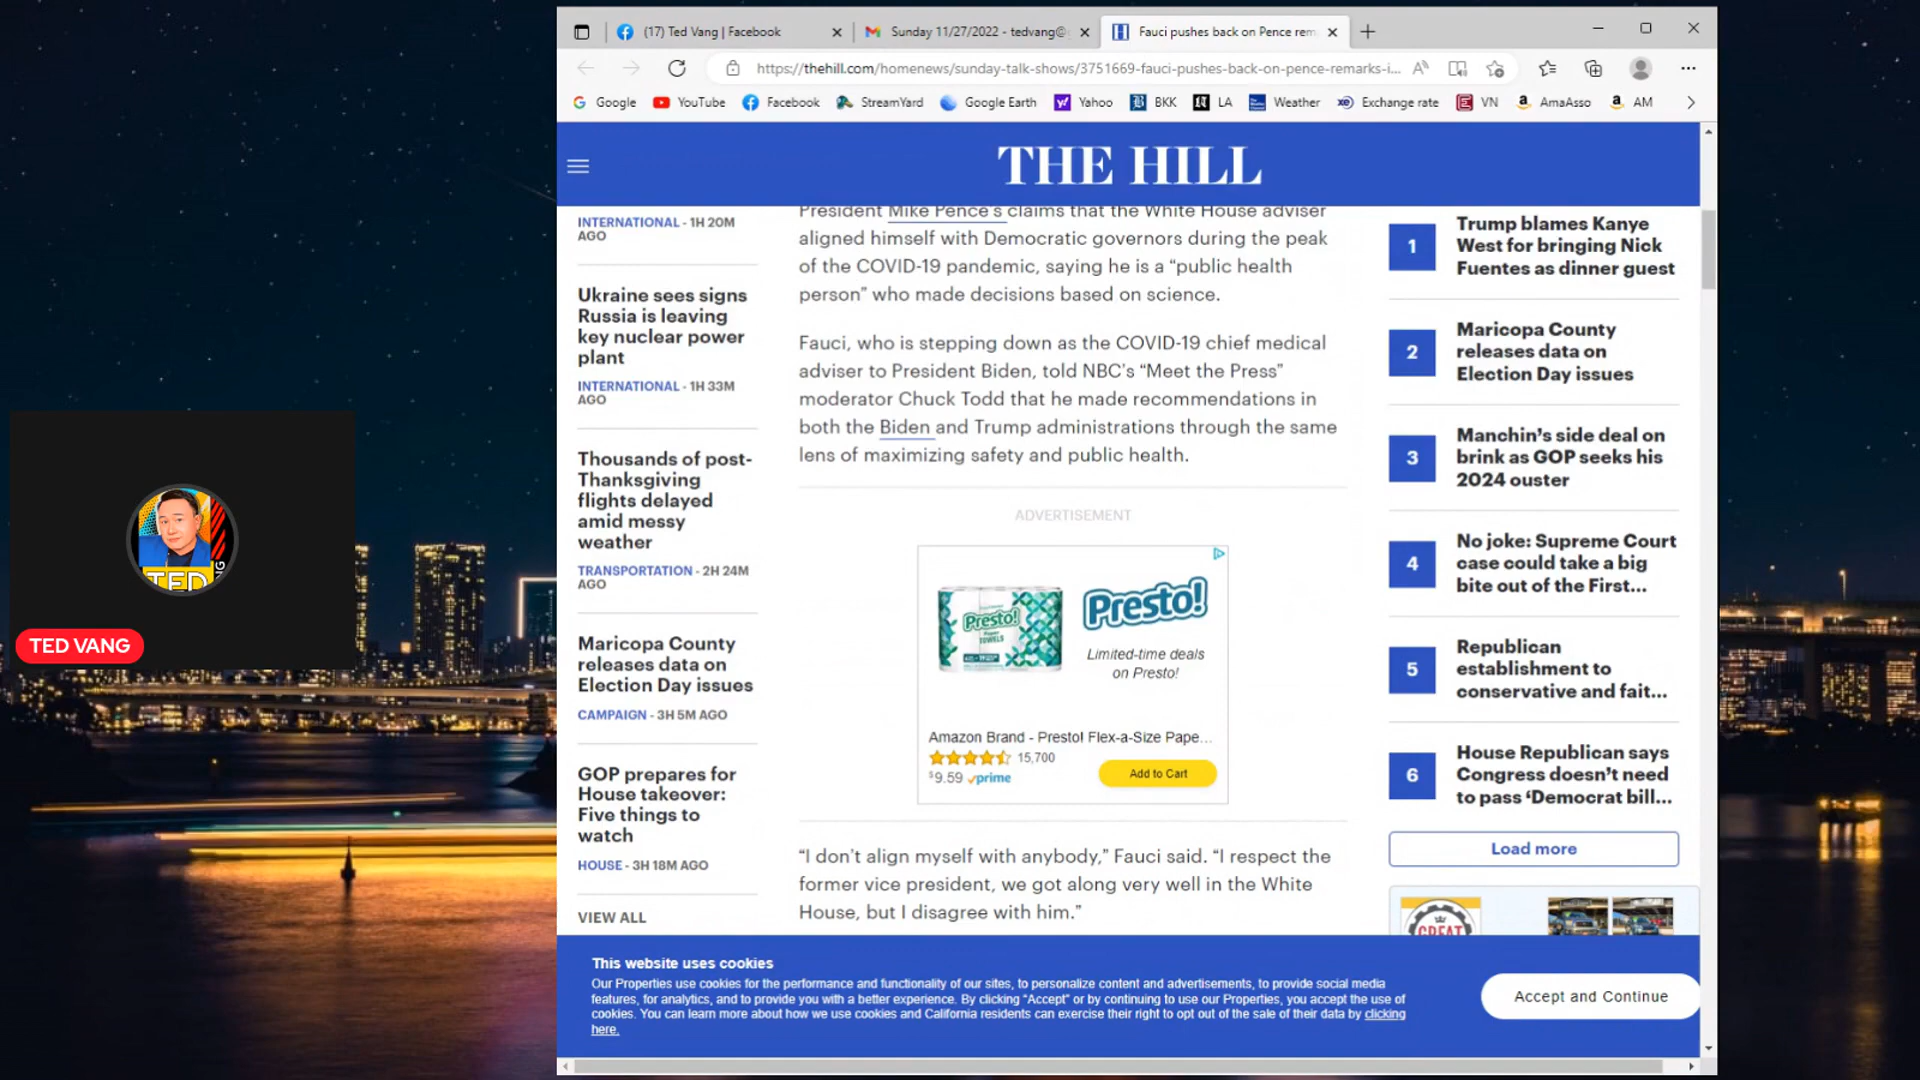 (17) Ted Vang | Facebook
Sunday 11/27/2022 - tedvang@
Fauci pushes back on Pence rem
https://thehill.com/homenews/sunday-talk-shows/3751669-fauci-pushes-back-on-pence-remarks-i...
Google YouTube Facebook StreamYard Google Earth Yahoo BKK LA Weather Exchange rate VN AmaAsso AM
THE HILL
INTERNATIONAL - 1H 20M
AGO
Ukraine sees signs
Russia is leaving
key nuclear power
plant
INTERNATIONAL - 1H 33M
AGO
Thousands of post-
Thanksgiving
flights delayed
amid messy
weather
TRANSPORTATION - 2H 24M
AGO
Maricopa County
releases data on
Election Day issues
CAMPAIGN - 3H 5M AGO
GOP prepares for
House takeover:
Five things to
watch
HOUSE - 3H 18M AGO
VIEW ALL
President Mike Pence's claims that the White House adviser
aligned himself with Democratic governors during the peak
of the COVID-19 pandemic, saying he is a “public health
person” who made decisions based on science.
Fauci, who is stepping down as the COVID-19 chief medical
adviser to President Biden, told NBC's “Meet the Press”
moderator Chuck Todd that he made recommendations in
both the Biden and Trump administrations through the same
lens of maximizing safety and public health.
ADVERTISEMENT
Presto!
Paper
TOWELS
Presto!
Limited-time deals
on Presto!
Amazon Brand - Presto! Flex-a-Size Pape...
15,700
$9.59 prime
Add to Cart
“I don't align myself with anybody,” Fauci said. “I respect the
former vice president, we got along very well in the White
House, but I disagree with him.”
1
Trump blames Kanye
West for bringing Nick
Fuentes as dinner guest
2
Maricopa County
releases data on
Election Day issues
3
Manchin's side deal on
brink as GOP seeks his
2024 ouster
4
No joke: Supreme Court
case could take a big
bite out of the First...
5
Republican
establishment to
conservative and fait...
6
House Republican says
Congress doesn't need
to pass ‘Democrat bill...
Load more
GREAT
This website uses cookies
Our Properties use cookies for the performance and functionality of our sites, to personalize content and advertisements, to provide social media
features, for analytics, and to provide you with a better experience. By clicking “Accept” or by continuing to use our Properties, you accept the use of
cookies. You can learn more about how we use cookies and California residents can exercise their right to opt out of the sale of their data by clicking
here.
Accept and Continue
TED
TED VANG